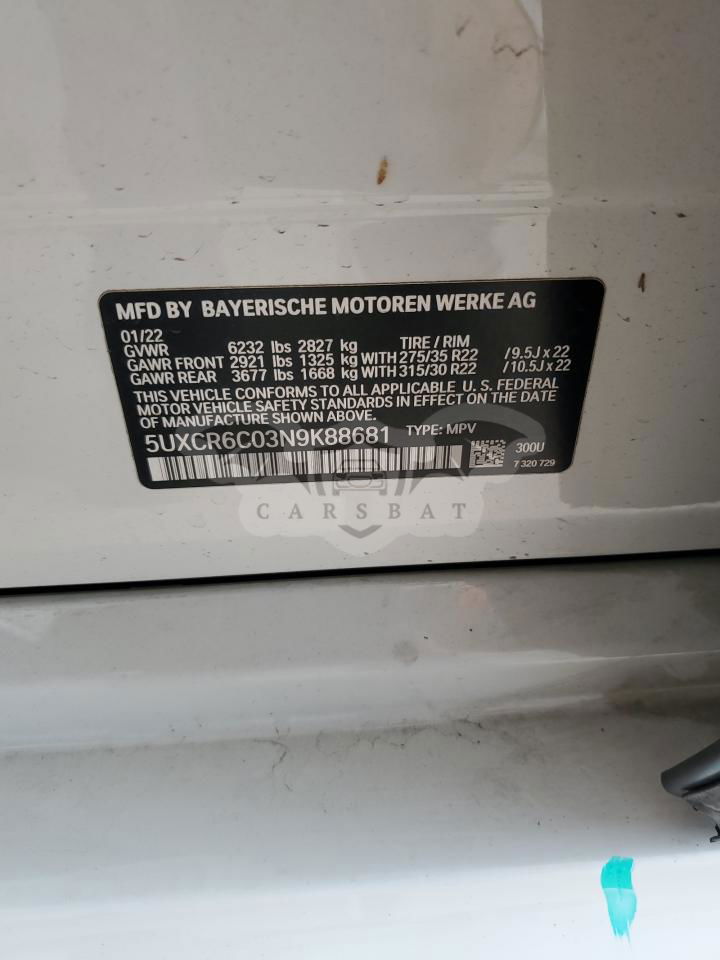 MFD BY BAYERISCHE MOTOREN WERKE AG
01/22
GVWR 6232 lbs 2827 kg TIRE / RIM
GAWR FRONT 2921 lbs 1325 kg WITH 275/35 R22 / 9.5J x 22
GAWR REAR 3677 lbs 1668 kg WITH 315/30 R22 / 10.5J x 22
THIS VEHICLE CONFORMS TO ALL APPLICABLE U. S. FEDERAL
MOTOR VEHICLE SAFETY STANDARDS IN EFFECT ON THE DATE
OF MANUFACTURE SHOWN ABOVE.
5UXCR6C03N9K88681 TYPE: MPV
300U
7 320 729
CARSBAT